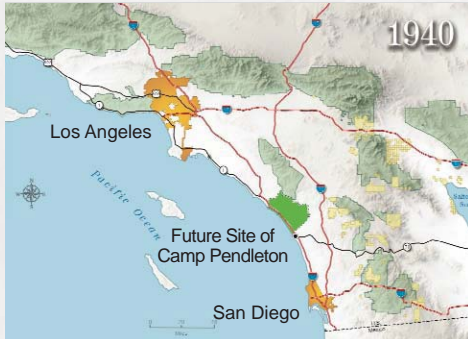 1940
Los Angeles
Pacific Ocean
Future Site of
Camp Pendleton
San Diego